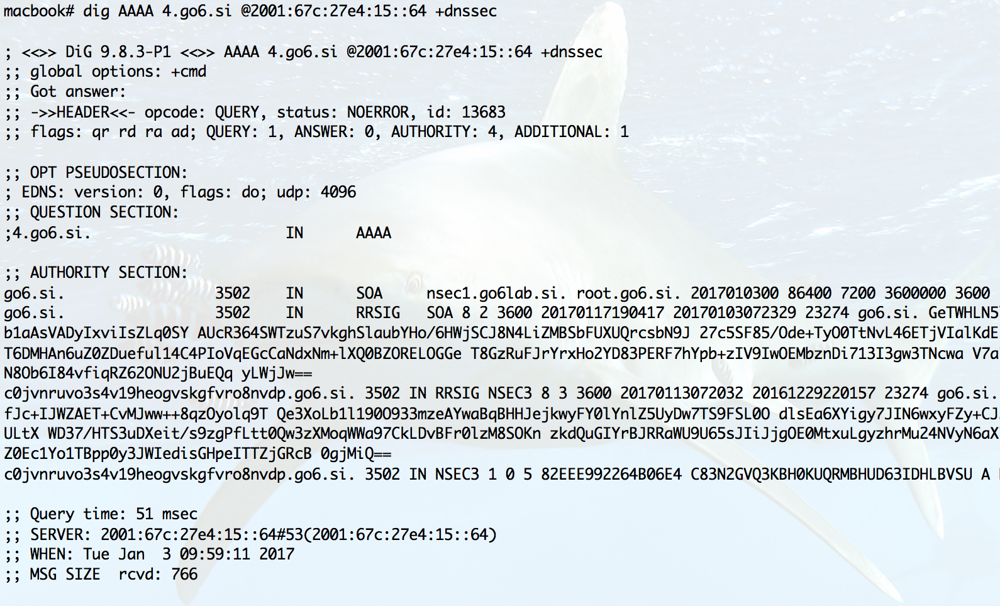 macbook# dig AAAA 4.go6.si @2001:67c:27e4:15::64 +dnssec
; <<>> DiG 9.8.3-P1 <<>> AAAA 4.go6.si @2001:67c:27e4:15::64 +dnssec
;; global options: +cmd
;; Got answer:
;; ->>HEADER<<- opcode: QUERY, status: NOERROR, id: 13683
;; flags: qr rd ra ad; QUERY: 1, ANSWER: 0, AUTHORITY: 4, ADDITIONAL: 1
;; OPT PSEUDOSECTION:
; EDNS: version: 0, flags: do; udp: 4096
;; QUESTION SECTION:
;4.go6.si. IN AAAA
;; AUTHORITY SECTION:
go6.si. 3502 IN SOA nsec1.go6lab.si. root.go6.si. 2017010300 86400 7200 3600000 3600
go6.si. 3502 IN RRSIG SOA 8 2 3600 20170117190417 20170103072329 23274 go6.si. GeTWHLN5
b1aAsVADyIxviIsZLq0SY AUcR364SWTzuS7vkghSlaubYHo/6HWjSCJ8N4LiZMBSbFUXUQrcsbN9J 27c5SF85/Ode+TyO0TtNvL46ETjVIalKdE
T6DMHAn6uZ0ZDueful14C4PIoVqEGcCaNdxNm+lXQ0BZORELOGGe T8GzRuFJrYrxHo2YD83PERF7hYpb+zIV9IwOEMbznDi713I3gw3TNcwa V7a
N8Ob6I84vfiqRZ62ONU2jBuEQq yLWjJw==
c0jvnruvo3s4v19heogvskgfvro8nvdp.go6.si. 3502 IN RRSIG NSEC3 8 3 3600 20170113072032 20161229220157 23274 go6.si.
fJc+IJWZAET+CvMJww++8qzOyolq9T Qe3XoLb1l190O933mzeAYwaBqBHHJejkwyFY0lYnlZ5UyDw7TS9FSL0O dlsEa6XYigy7JIN6wxyFZy+CJ
ULtX WD37/HTS3uDXeit/s9zgPfLtt0Qw3zXMoqWWa97CkLDvBFr0lzM8SOKn zkdQuGIYrBJRRaWU9U65sJIiJjgOE0MtxuLgyzhrMu24NVyN6aX
Z0Ec1Yo1TBpp0y3JWIedisGHpeITTZjGRcB 0gjMiQ==
c0jvnruvo3s4v19heogvskgfvro8nvdp.go6.si. 3502 IN NSEC3 1 0 5 82EEE992264B06E4 C83N2GVQ3KBH0KUQRMBHUD63IDHLBVSU A
;; Query time: 51 msec
;; SERVER: 2001:67c:27e4:15::64#53(2001:67c:27e4:15::64)
;; WHEN: Tue Jan  3 09:59:11 2017
;; MSG SIZE  rcvd: 766